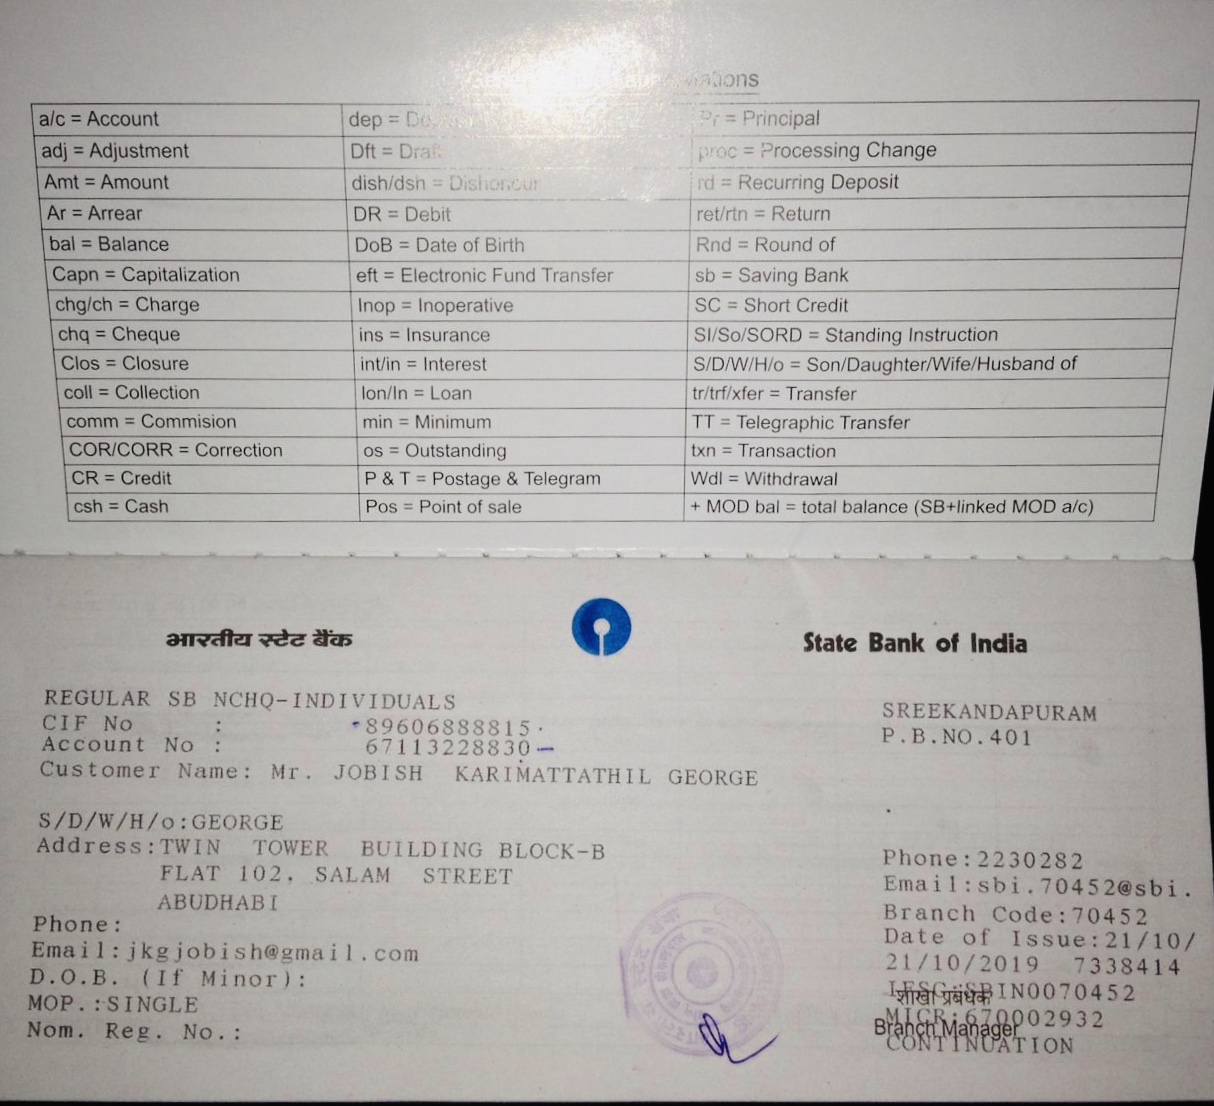 a/c = Account
dep =
= Principal
adj = Adjustment
Dft = Draft
proc = Processing Change
Amt = Amount
dish/dsh = Dishonour
rd = Recurring Deposit
Ar = Arrear
DR = Debit
ret/rtn = Return
bal = Balance
DoB = Date of Birth
Rnd = Round of
Capn = Capitalization
eft = Electronic Fund Transfer
sb = Saving Bank
chg/ch = Charge
Inop = Inoperative
SC = Short Credit
chq = Cheque
ins = Insurance
SI/So/SORD = Standing Instruction
Clos = Closure
int/in = Interest
S/D/W/H/o = Son/Daughter/Wife/Husband of
coll = Collection
lon/ln = Loan
tr/trf/xfer = Transfer
comm = Commision
min = Minimum
TT = Telegraphic Transfer
COR/CORR = Correction
os = Outstanding
txn = Transaction
CR = Credit
P & T = Postage & Telegram
Wdl = Withdrawal
csh = Cash
Pos = Point of sale
+ MOD bal = total balance (SB+linked MOD a/c)
भारतीय स्टेट बैंक
State Bank of India
REGULAR SB NCHQ-INDIVIDUALS
CIF No : 89606888815
Account No : 67113228830
Customer Name: Mr. JOBISH KARIMATTATHIL GEORGE
SREEKANDAPURAM
P.B.NO.401
S/D/W/H/o:GEORGE
Address:TWIN TOWER BUILDING BLOCK-B
FLAT 102, SALAM STREET
ABUDHABI
Phone:
Email:jkgjobish@gmail.com
D.O.B. (If Minor):
MOP.:SINGLE
Nom. Reg. No.:
Phone:2230282
Email:sbi.70452@sbi.
Branch Code:70452
Date of Issue:21/10/
21/10/2019 7338414
IFSC:SBIN0070452
शाखा प्रबंधक
MICR:670002932
Branch Manager
CONTINUATION